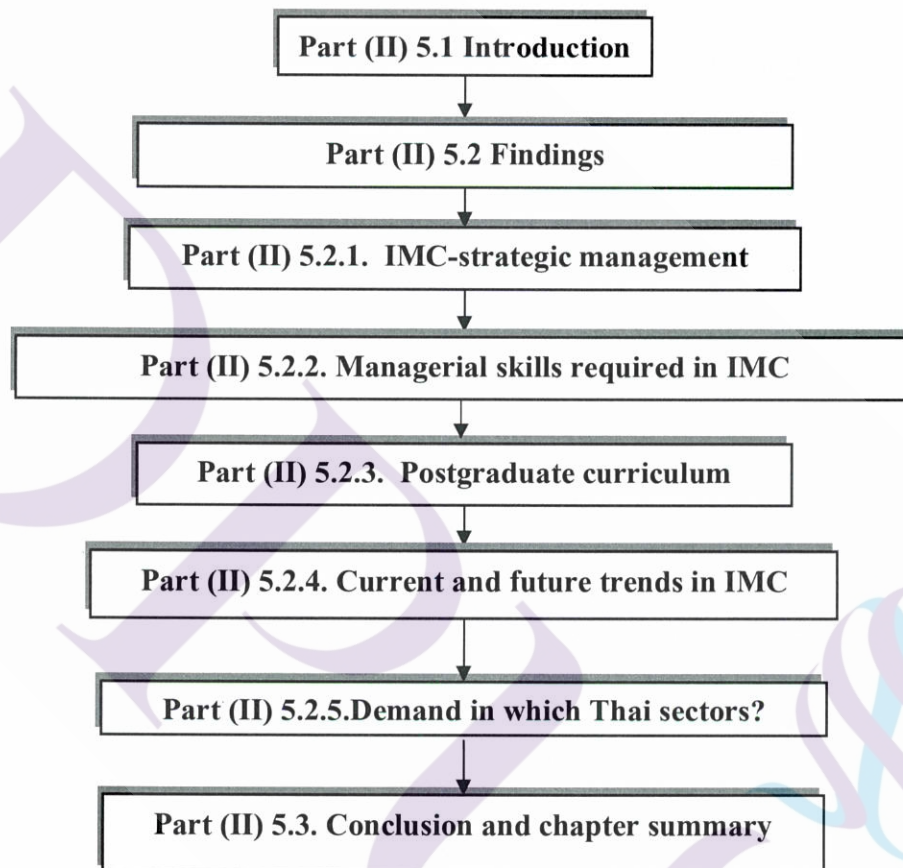 Part (II) 5.1 Introduction
Part (II) 5.2 Findings
Part (II) 5.2.1.  IMC-strategic management
Part (II) 5.2.2. Managerial skills required in IMC
Part (II) 5.2.3.  Postgraduate curriculum
Part (II) 5.2.4. Current and future trends in IMC
Part (II) 5.2.5.Demand in which Thai sectors?
Part (II) 5.3. Conclusion and chapter summary